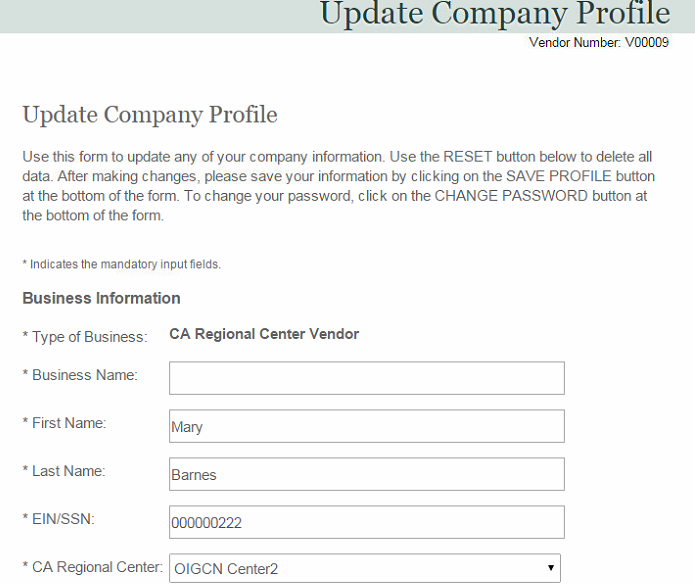 Update Company Profile
Vendor Number: V00009
Update Company Profile
Use this form to update any of your company information. Use the RESET button below to delete all
data. After making changes, please save your information by clicking on the SAVE PROFILE button
at the bottom of the form. To change your password, click on the CHANGE PASSWORD button at
the bottom of the form.
* Indicates the mandatory input fields.
Business Information
* Type of Business: CA Regional Center Vendor
* Business Name:
* First Name: Mary
* Last Name: Barnes
* EIN/SSN: 000000222
* CA Regional Center: OIGCN Center2